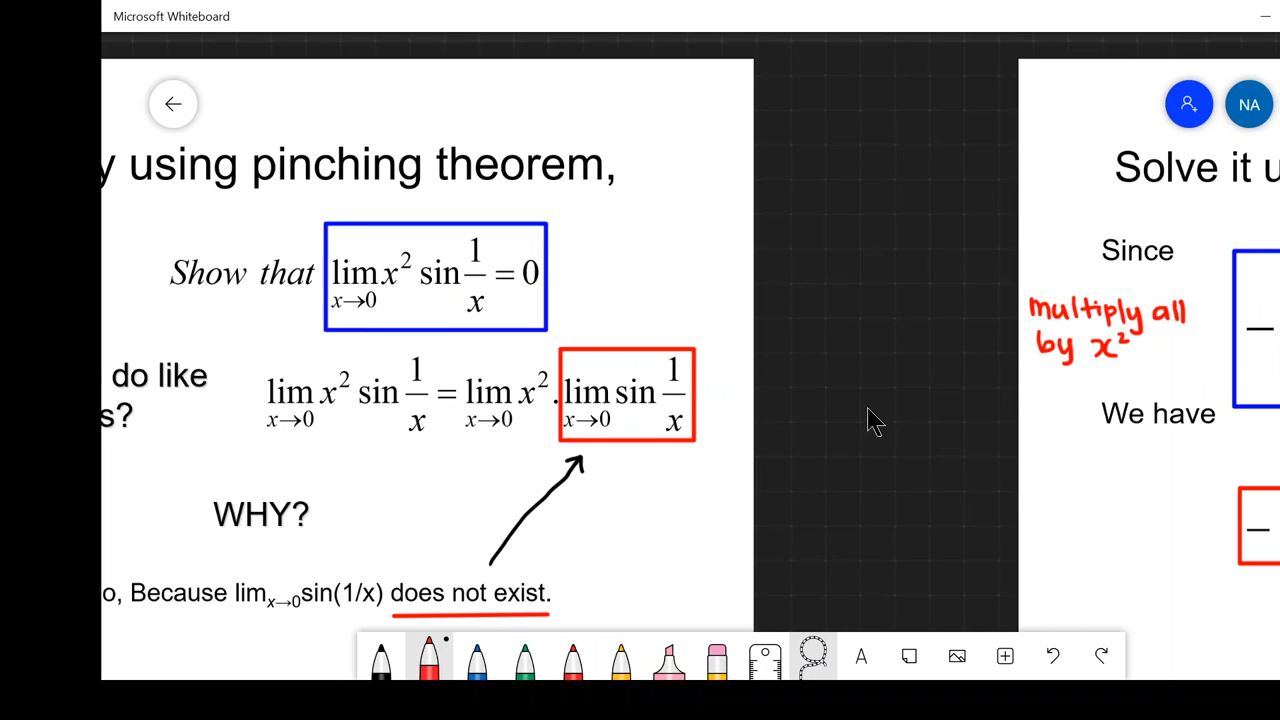 Microsoft Whiteboard
NA
y using pinching theorem,
Show that lim x→0 x² sin 1/x = 0
do like
s?
lim x→0 x² sin 1/x = lim x→0 x² . lim x→0 sin 1/x
WHY?
o, Because lim x→0 sin(1/x) does not exist.
Solve it u
Since
multiply all
by x²
We have
A